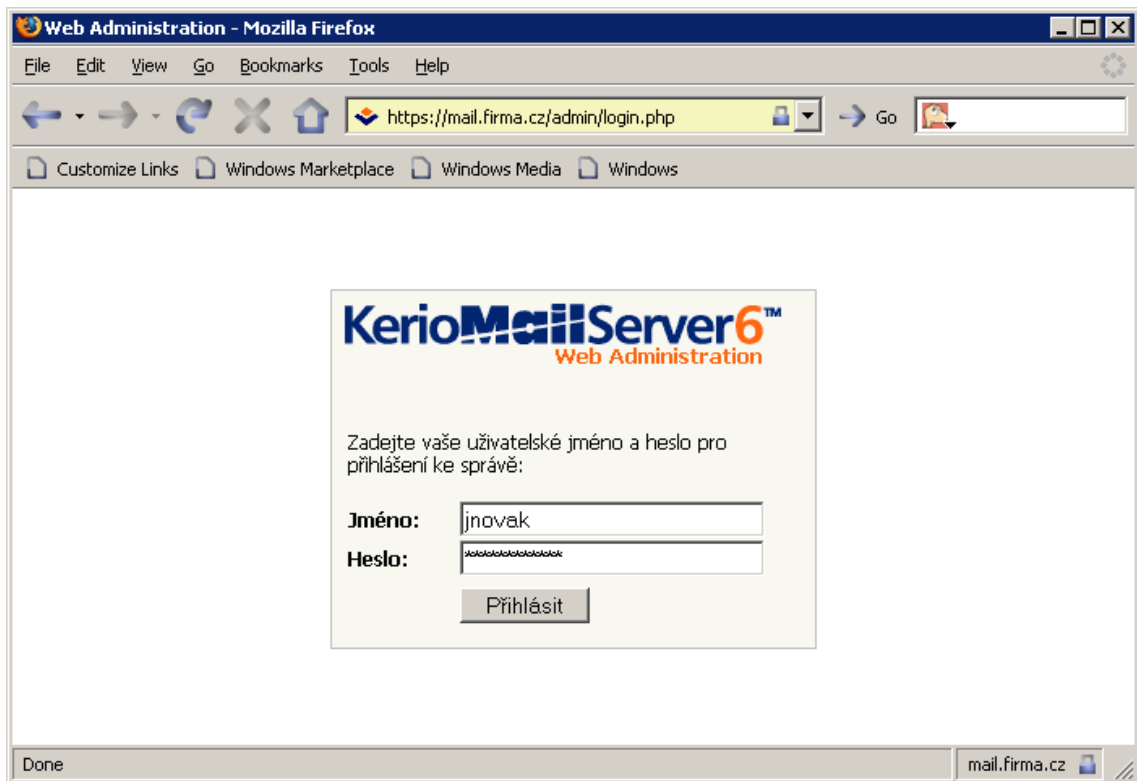 Web Administration - Mozilla Firefox
File Edit View Go Bookmarks Tools Help
https://mail.firma.cz/admin/login.php Go
Customize Links Windows Marketplace Windows Media Windows
KerioMailServer6™
Web Administration
Zadejte vaše uživatelské jméno a heslo pro
přihlášení ke správě:
Jméno: jnovak
Heslo: *************
Přihlásit
Done mail.firma.cz